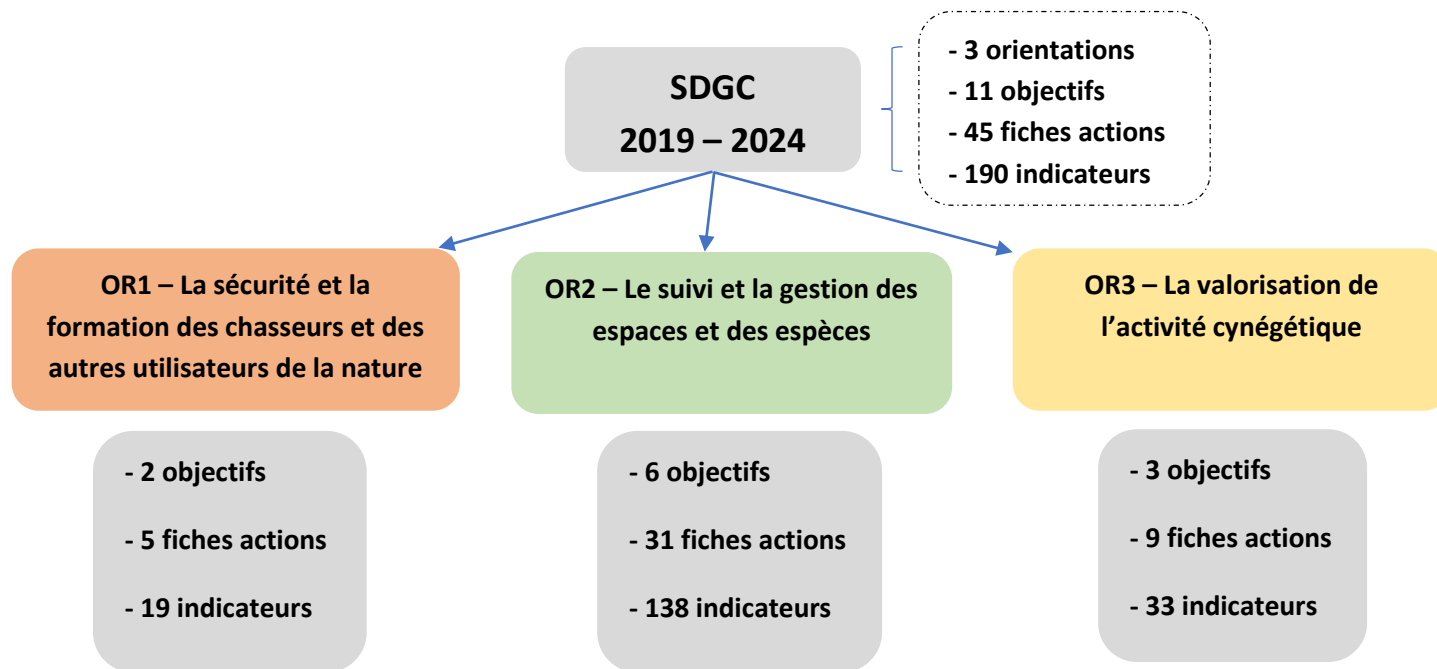 SDGC
2019 – 2024
- 3 orientations
- 11 objectifs
- 45 fiches actions
- 190 indicateurs
OR1 – La sécurité et la
formation des chasseurs et des
autres utilisateurs de la nature
OR2 – Le suivi et la gestion des
espaces et des espèces
OR3 – La valorisation de
l’activité cynégétique
- 2 objectifs
- 5 fiches actions
- 19 indicateurs
- 6 objectifs
- 31 fiches actions
- 138 indicateurs
- 3 objectifs
- 9 fiches actions
- 33 indicateurs